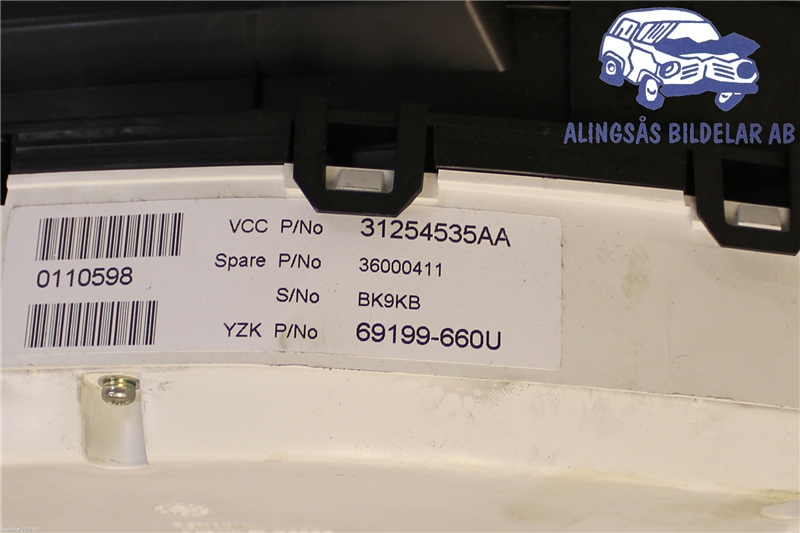 ALINGSÅS BILDELAR AB
VCC P/No 31254535AA
0110598
Spare P/No 36000411
S/No BK9KB
YZK P/No 69199-660U